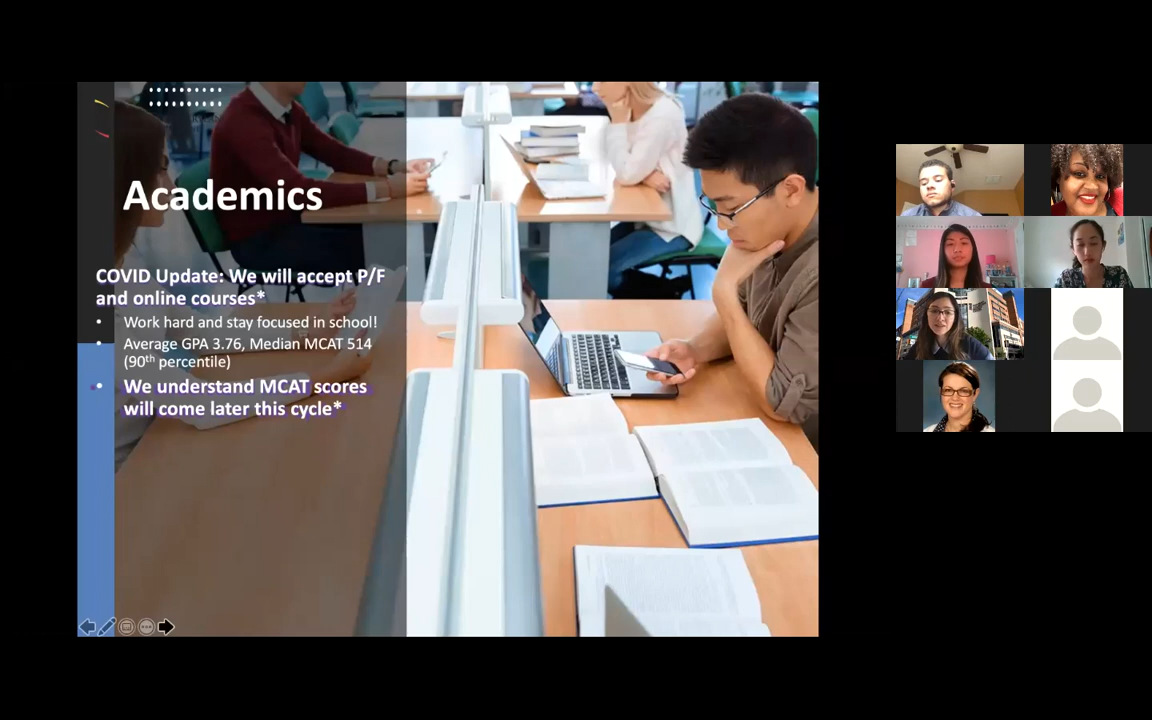 Academics
COVID Update: We will accept P/F
and online courses*
• Work hard and stay focused in school!
• Average GPA 3.76, Median MCAT 514
(90th percentile)
• We understand MCAT scores
will come later this cycle*